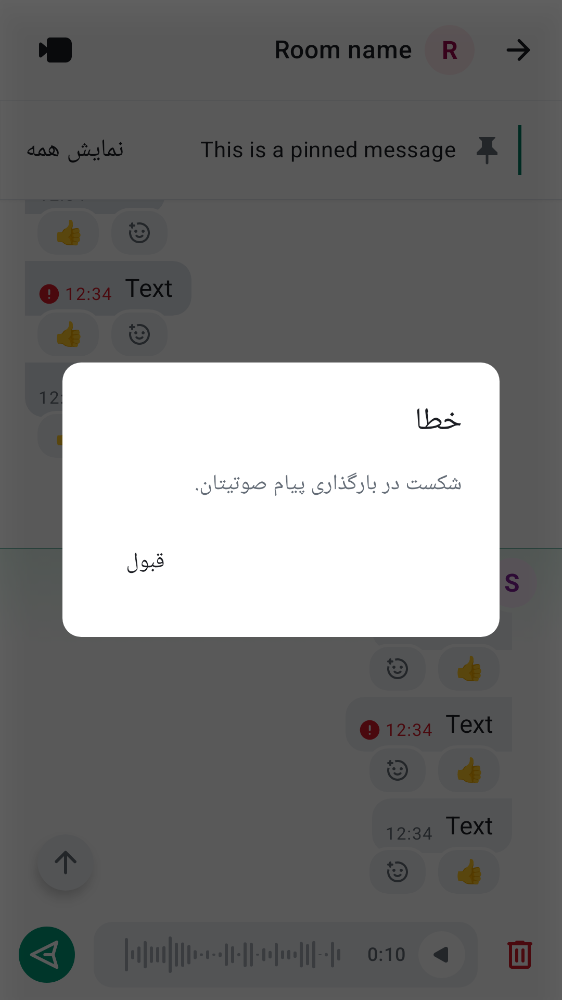 Room name
R
This is a pinned message
نمایش همه
12:34
Text
12:
خطا
شکست در بارگذاری پیام صوتیتان.
قبول
S
12:34
Text
12:34
Text
0:10